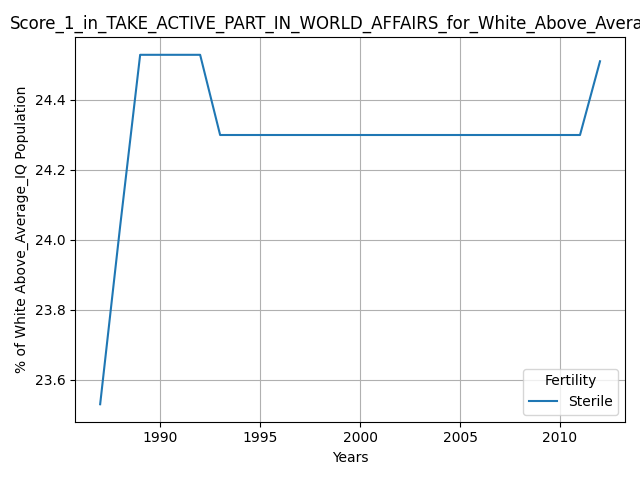 Score_1_in_TAKE_ACTIVE_PART_IN_WORLD_AFFAIRS_for_White_Above_Avera
% of White Above_Average_IQ Population
24.4
24.2
24.0
23.8
23.6
Fertility
Sterile
1990 1995 2000 2005 2010
Years